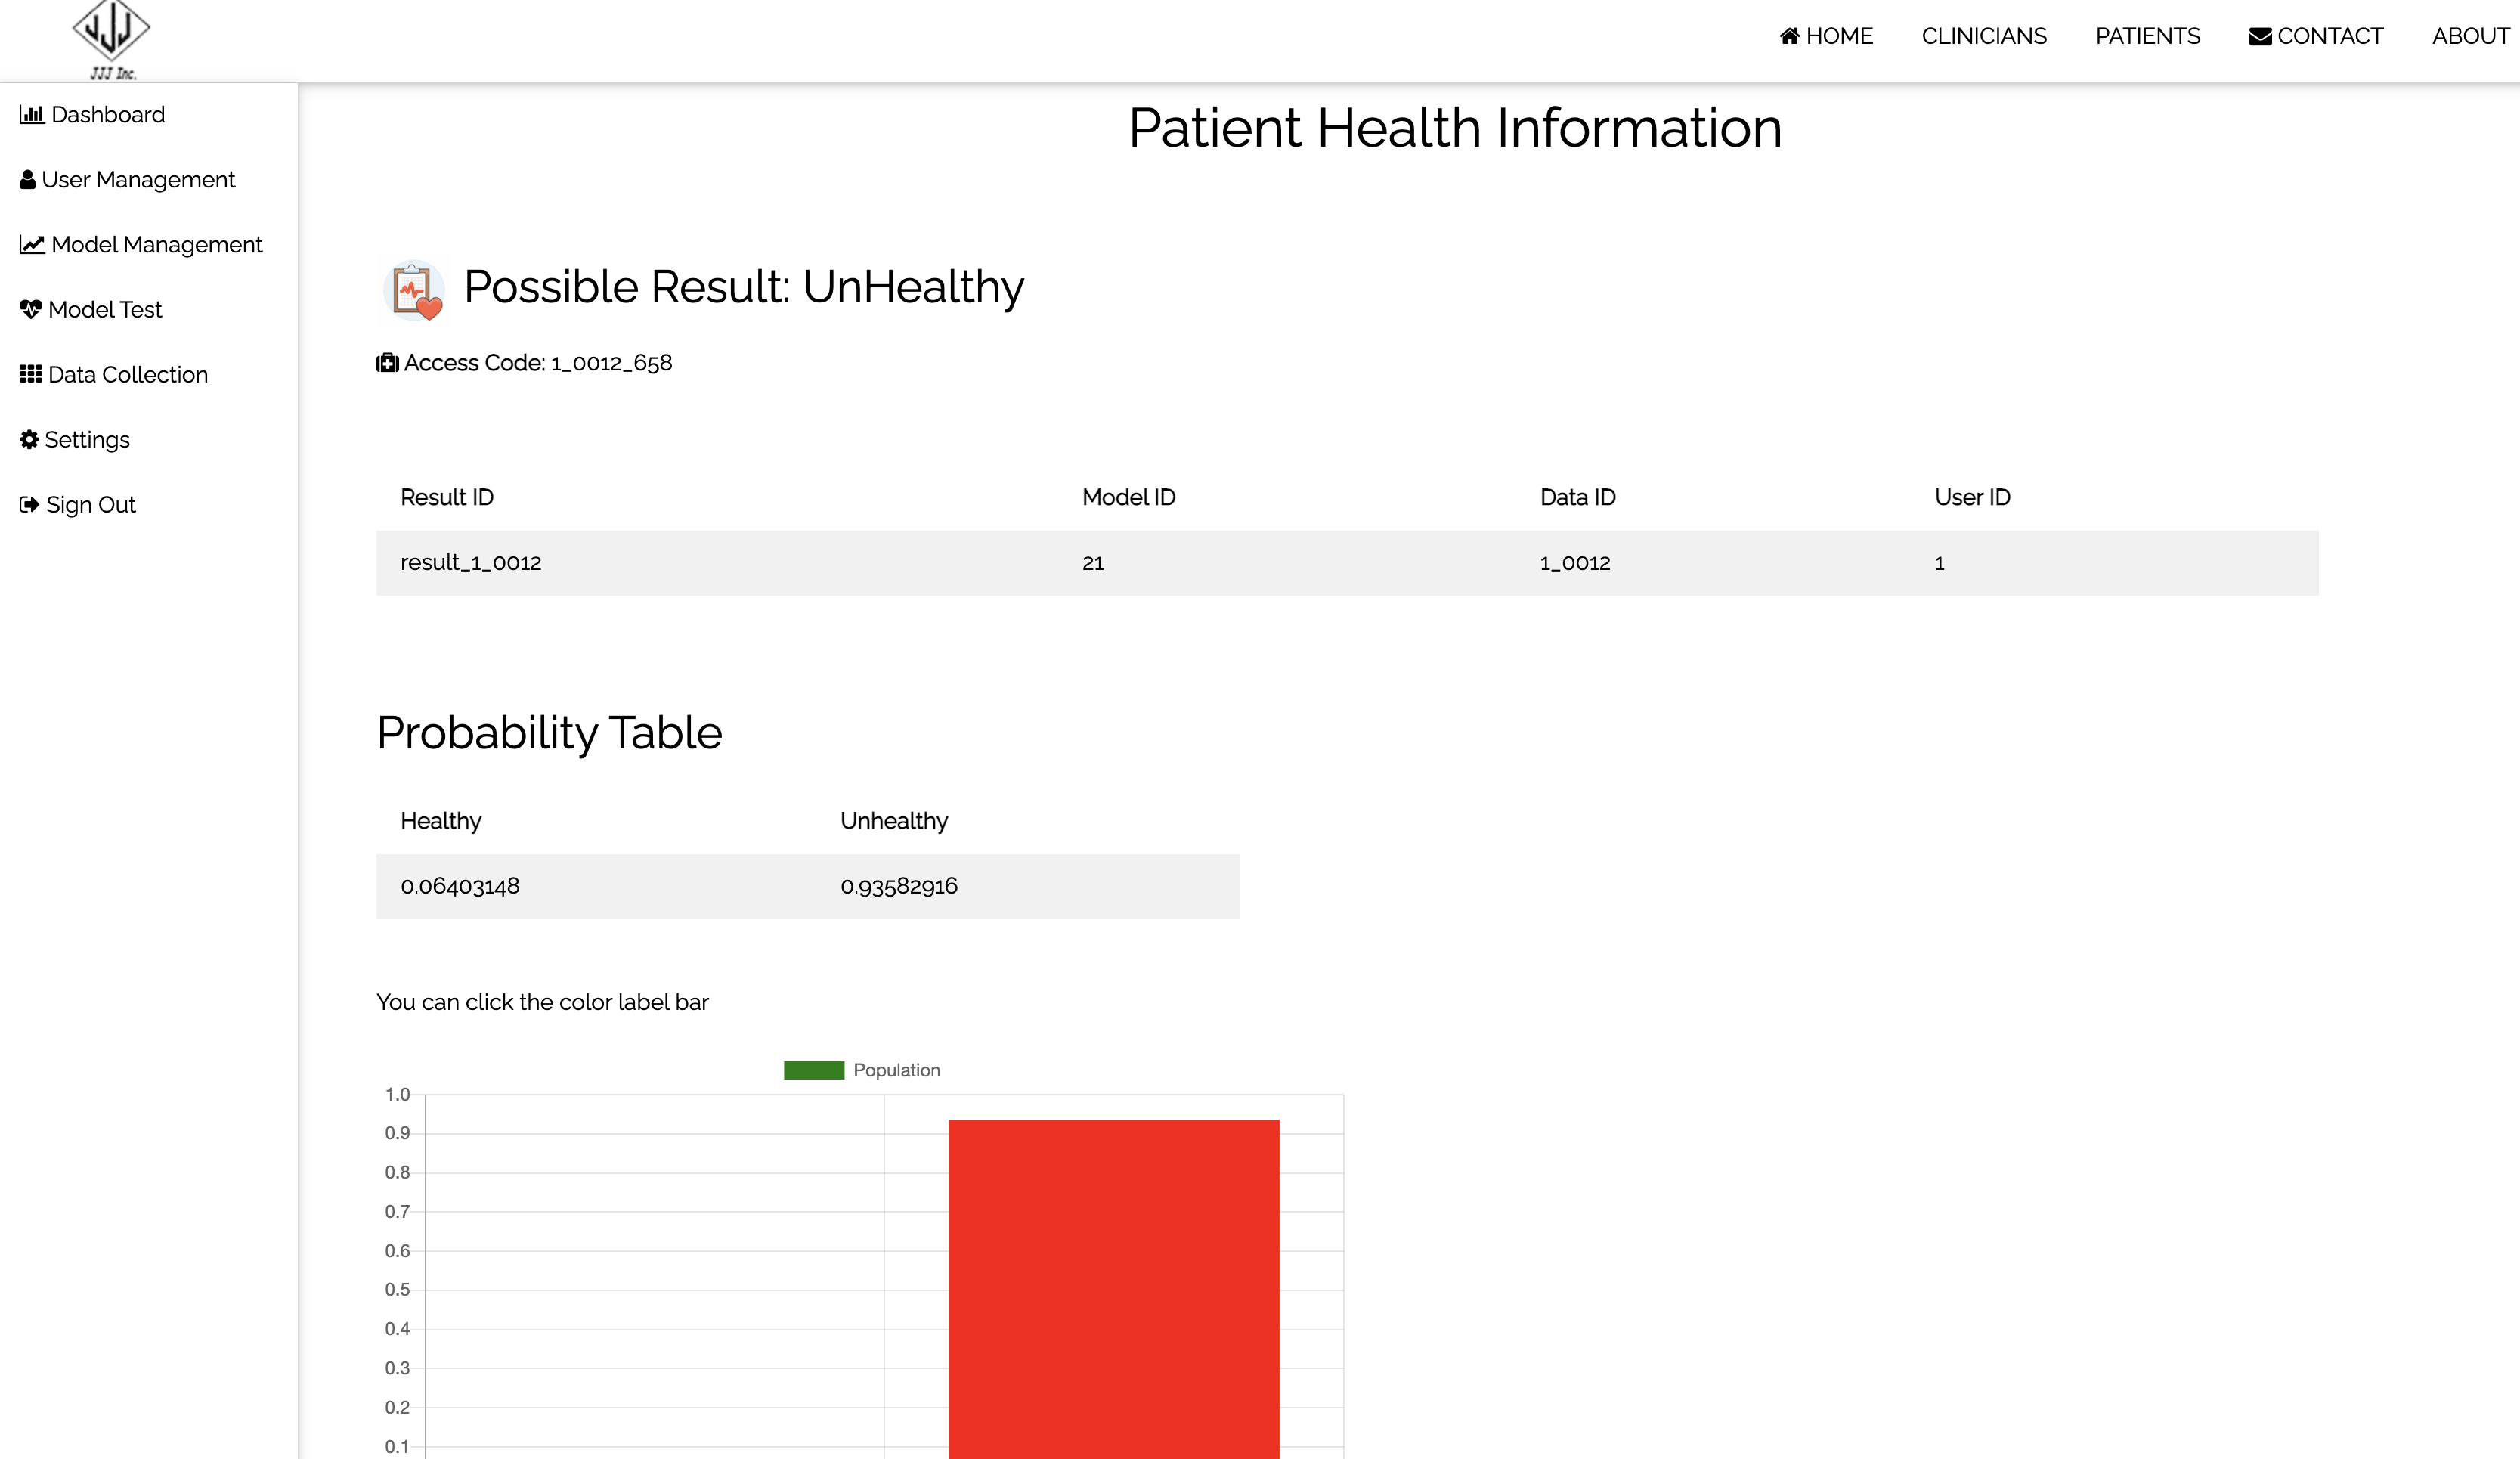 JJJ
JJJ Inc.
HOME CLINICIANS PATIENTS CONTACT ABOUT
Dashboard
User Management
Model Management
Model Test
Data Collection
Settings
Sign Out
Patient Health Information
Possible Result: UnHealthy
Access Code: 1_0012_658
Result ID Model ID Data ID User ID
result_1_0012 21 1_0012 1
Probability Table
Healthy Unhealthy
0.06403148 0.93582916
You can click the color label bar
Population
1.0
0.9
0.8
0.7
0.6
0.5
0.4
0.3
0.2
0.1